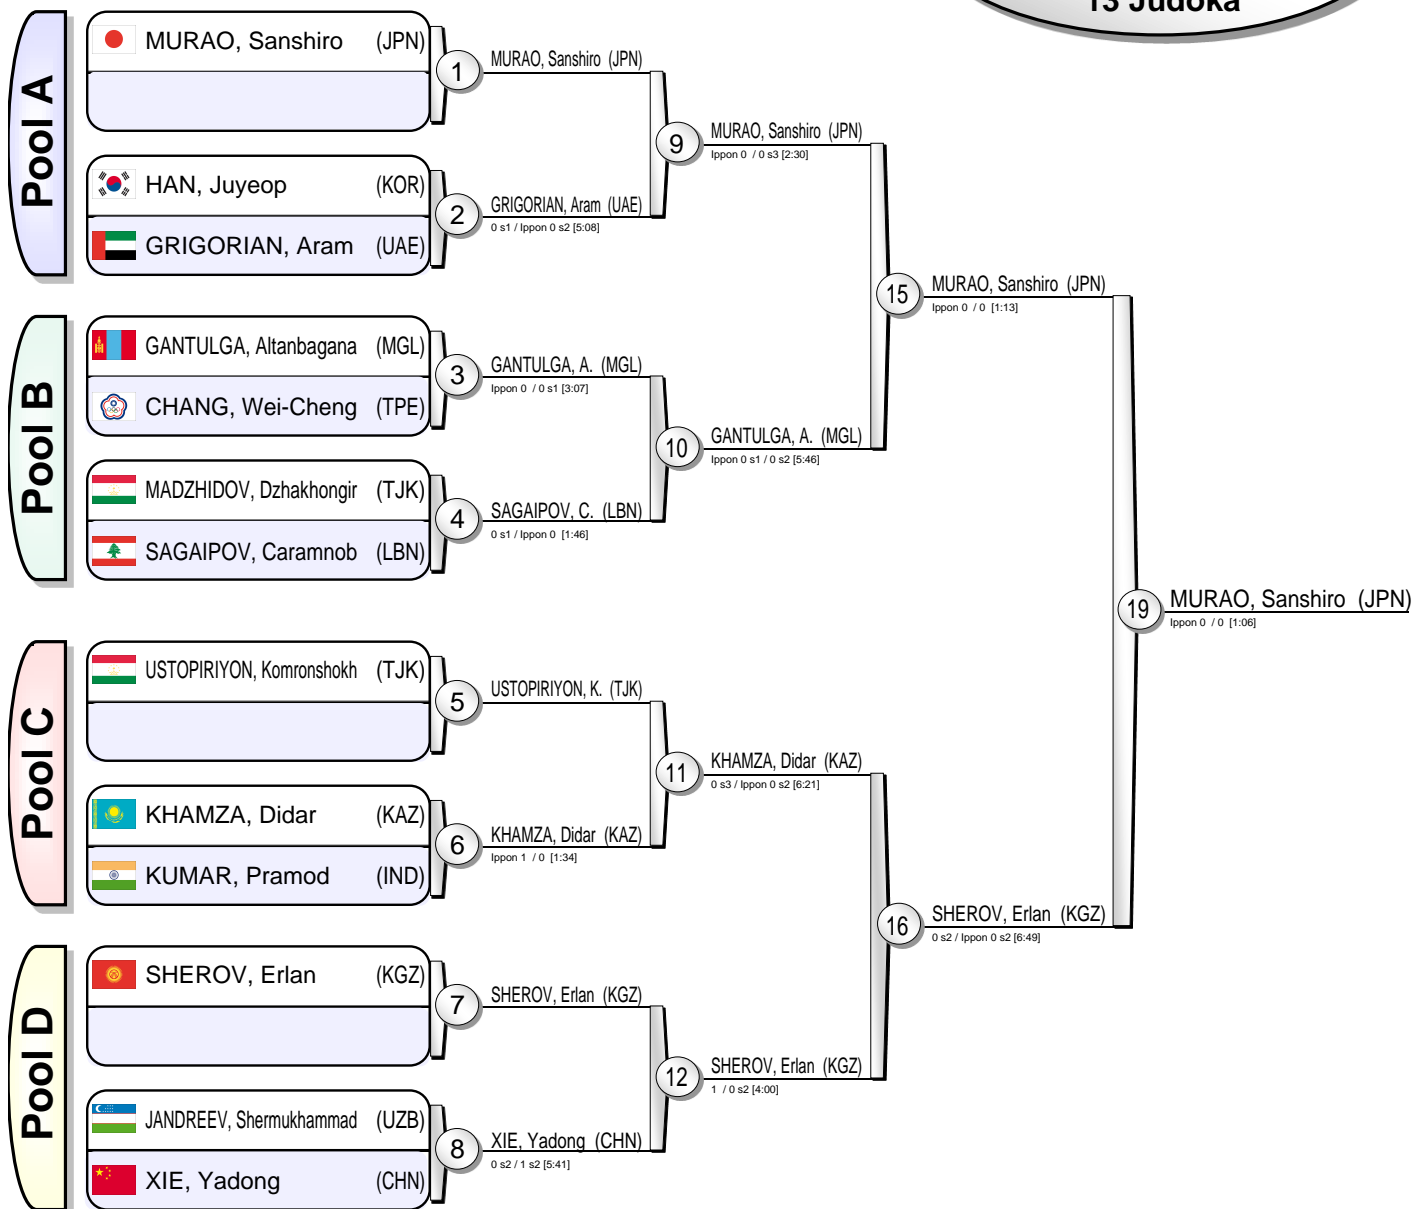 13 Judoka
Pool A
MURAO, Sanshiro (JPN)
HAN, Juyeop (KOR)
GRIGORIAN, Aram (UAE)
1
MURAO, Sanshiro (JPN)
2
GRIGORIAN, Aram (UAE)
0 s1 / Ippon 0 s2 [5:08]
9
MURAO, Sanshiro (JPN)
Ippon 0 / 0 s3 [2:30]
Pool B
GANTULGA, Altanbagana (MGL)
CHANG, Wei-Cheng (TPE)
MADZHIDOV, Dzhakhongir (TJK)
SAGAIPOV, Caramnob (LBN)
3
GANTULGA, A. (MGL)
Ippon 0 / 0 s1 [3:07]
4
SAGAIPOV, C. (LBN)
0 s1 / Ippon 0 [1:46]
10
GANTULGA, A. (MGL)
Ippon 0 s1 / 0 s2 [5:46]
15
MURAO, Sanshiro (JPN)
Ippon 0 / 0 [1:13]
Pool C
USTOPIRIYON, Komronshokh (TJK)
KHAMZA, Didar (KAZ)
KUMAR, Pramod (IND)
5
USTOPIRIYON, K. (TJK)
6
KHAMZA, Didar (KAZ)
Ippon 1 / 0 [1:34]
11
KHAMZA, Didar (KAZ)
0 s3 / Ippon 0 s2 [6:21]
Pool D
SHEROV, Erlan (KGZ)
JANDREEV, Shermukhammad (UZB)
XIE, Yadong (CHN)
7
SHEROV, Erlan (KGZ)
8
XIE, Yadong (CHN)
0 s2 / 1 s2 [5:41]
12
SHEROV, Erlan (KGZ)
1 / 0 s2 [4:00]
16
SHEROV, Erlan (KGZ)
0 s2 / Ippon 0 s2 [6:49]
19
MURAO, Sanshiro (JPN)
Ippon 0 / 0 [1:06]